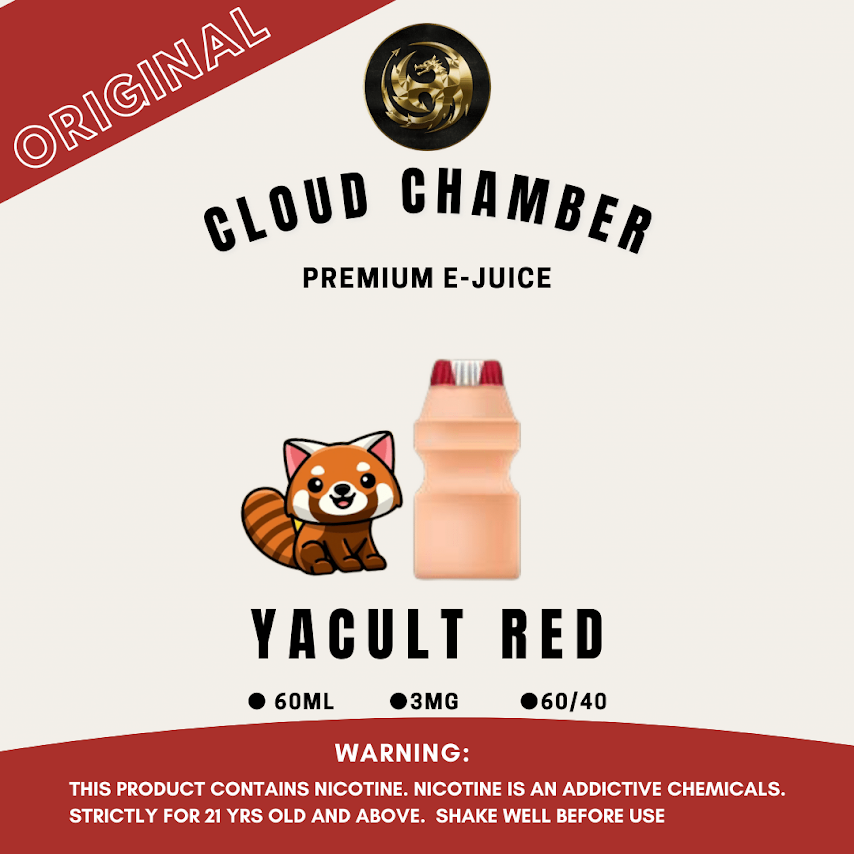 ORIGINAL
CLOUD CHAMBER
PREMIUM E-JUICE
YACULT RED
● 60ML ●3MG ●60/40
WARNING:
THIS PRODUCT CONTAINS NICOTINE. NICOTINE IS AN ADDICTIVE CHEMICALS.
STRICTLY FOR 21 YRS OLD AND ABOVE. SHAKE WELL BEFORE USE